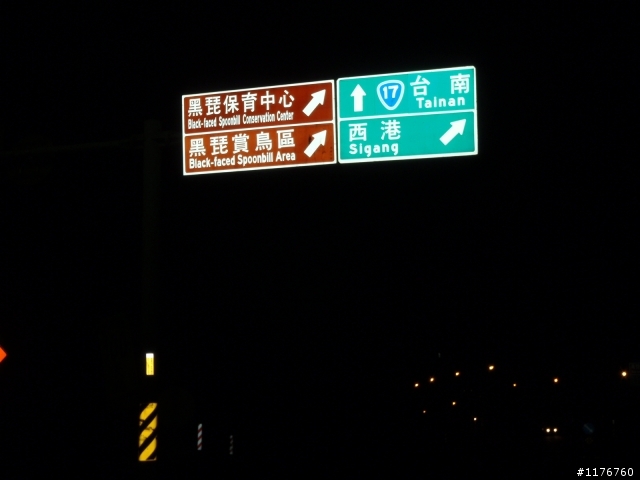 黑琵保育中心
Black-faced Spoonbill Conservation Center
黑琵賞鳥區
Black-faced Spoonbill Area
17 台南
Tainan
西港
Sigang
#1176760